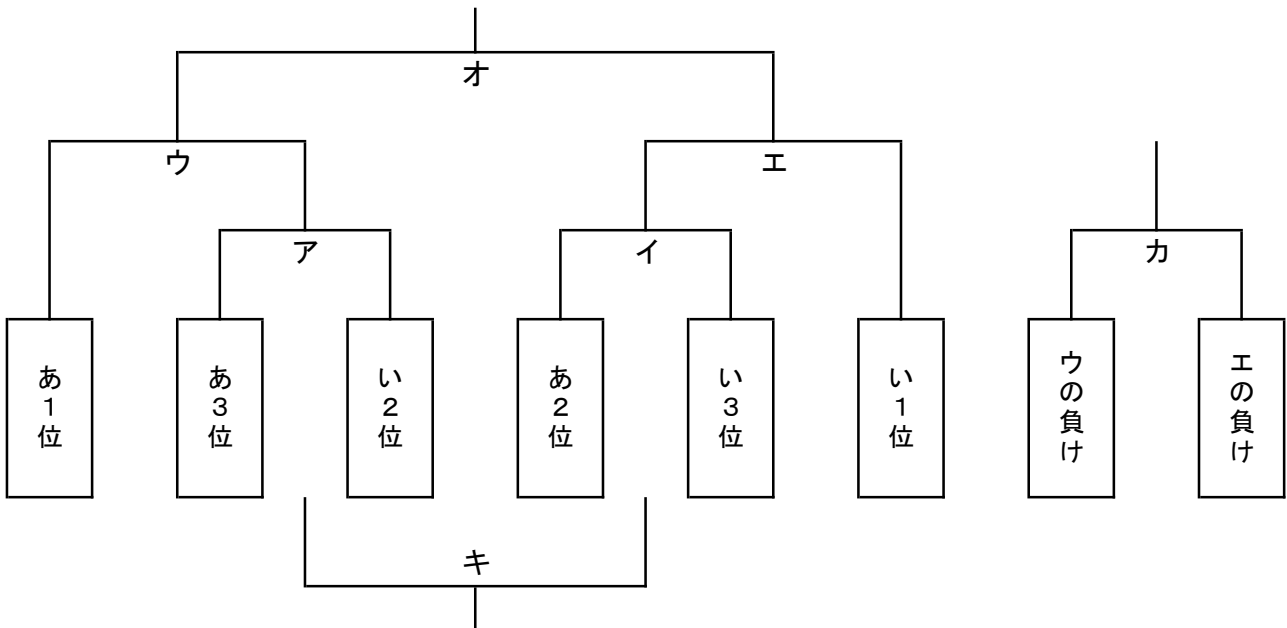 オ
ウ
エ
ア
イ
カ
あ1位
あ3位
い2位
あ2位
い3位
い1位
ウの負け
エの負け
キ